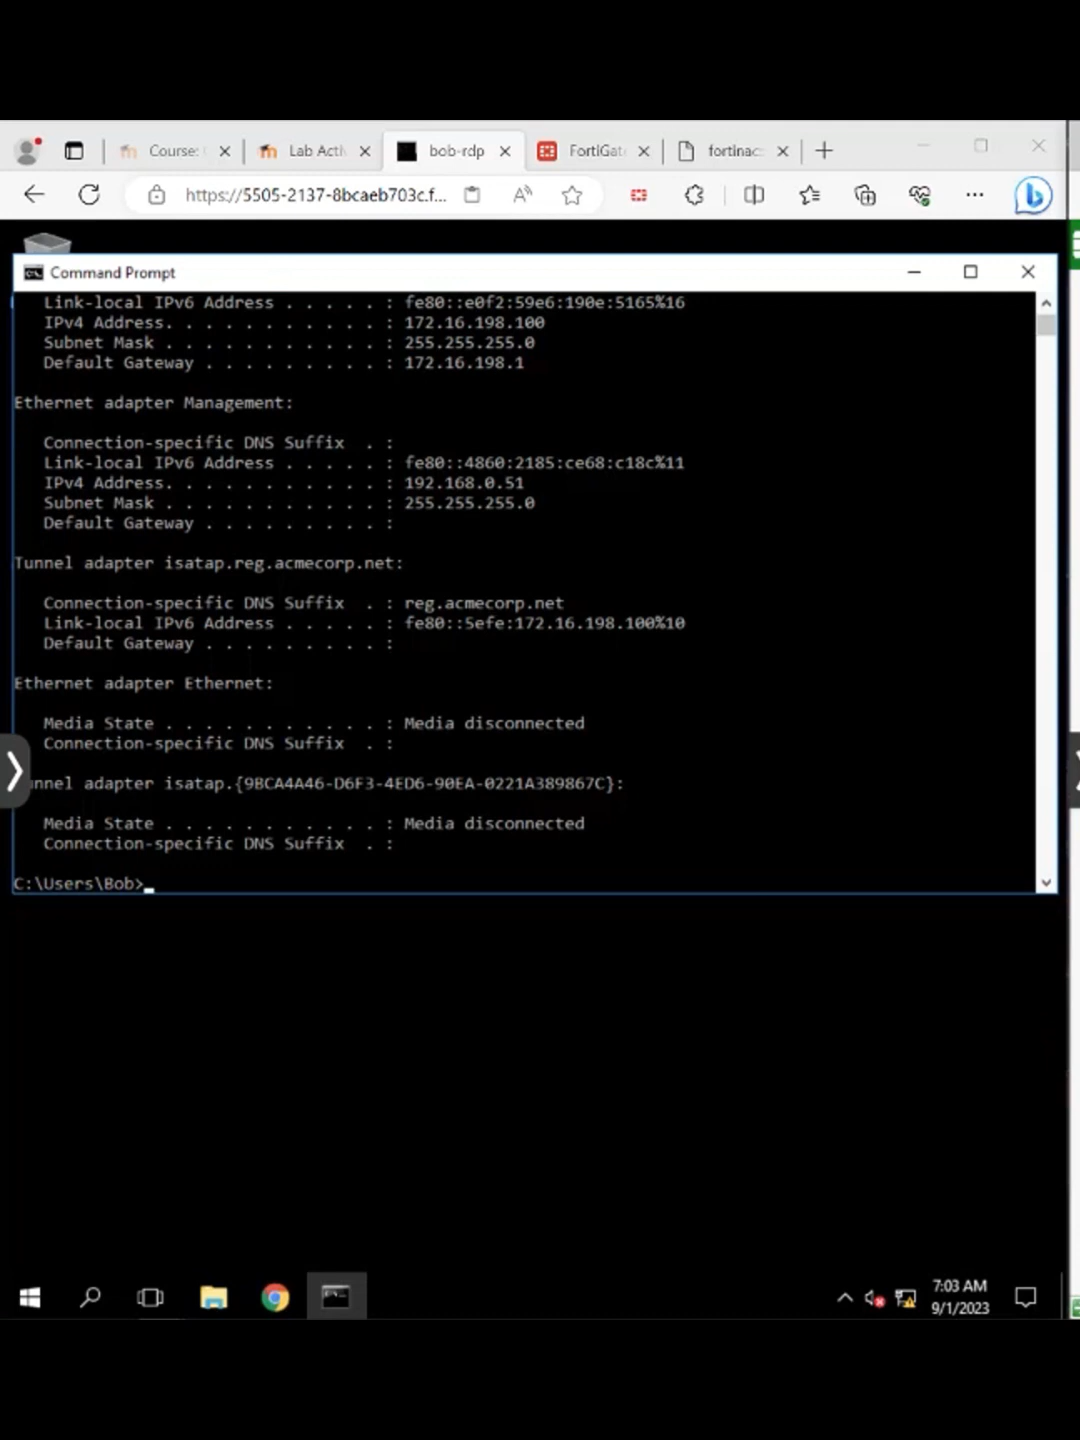 Course:
Lab Activ
bob-rdp
FortiGat
fortinac
https://5505-2137-8bcaeb703c.f...
Command Prompt
Link-local IPv6 Address . . . . . : fe80::e0f2:59e6:190e:5165%16
IPv4 Address. . . . . . . . . . . : 172.16.198.100
Subnet Mask . . . . . . . . . . . : 255.255.255.0
Default Gateway . . . . . . . . . : 172.16.198.1
Ethernet adapter Management:
Connection-specific DNS Suffix  . :
Link-local IPv6 Address . . . . . : fe80::4860:2185:ce68:c18c%11
IPv4 Address. . . . . . . . . . . : 192.168.0.51
Subnet Mask . . . . . . . . . . . : 255.255.255.0
Default Gateway . . . . . . . . . :
Tunnel adapter isatap.reg.acmecorp.net:
Connection-specific DNS Suffix  . : reg.acmecorp.net
Link-local IPv6 Address . . . . . : fe80::5efe:172.16.198.100%10
Default Gateway . . . . . . . . . :
Ethernet adapter Ethernet:
Media State . . . . . . . . . . . : Media disconnected
Connection-specific DNS Suffix  . :
nnel adapter isatap.{9BCA4A46-D6F3-4ED6-90EA-0221A389867C}:
Media State . . . . . . . . . . . : Media disconnected
Connection-specific DNS Suffix  . :
C:\Users\Bob>
7:03 AM
9/1/2023